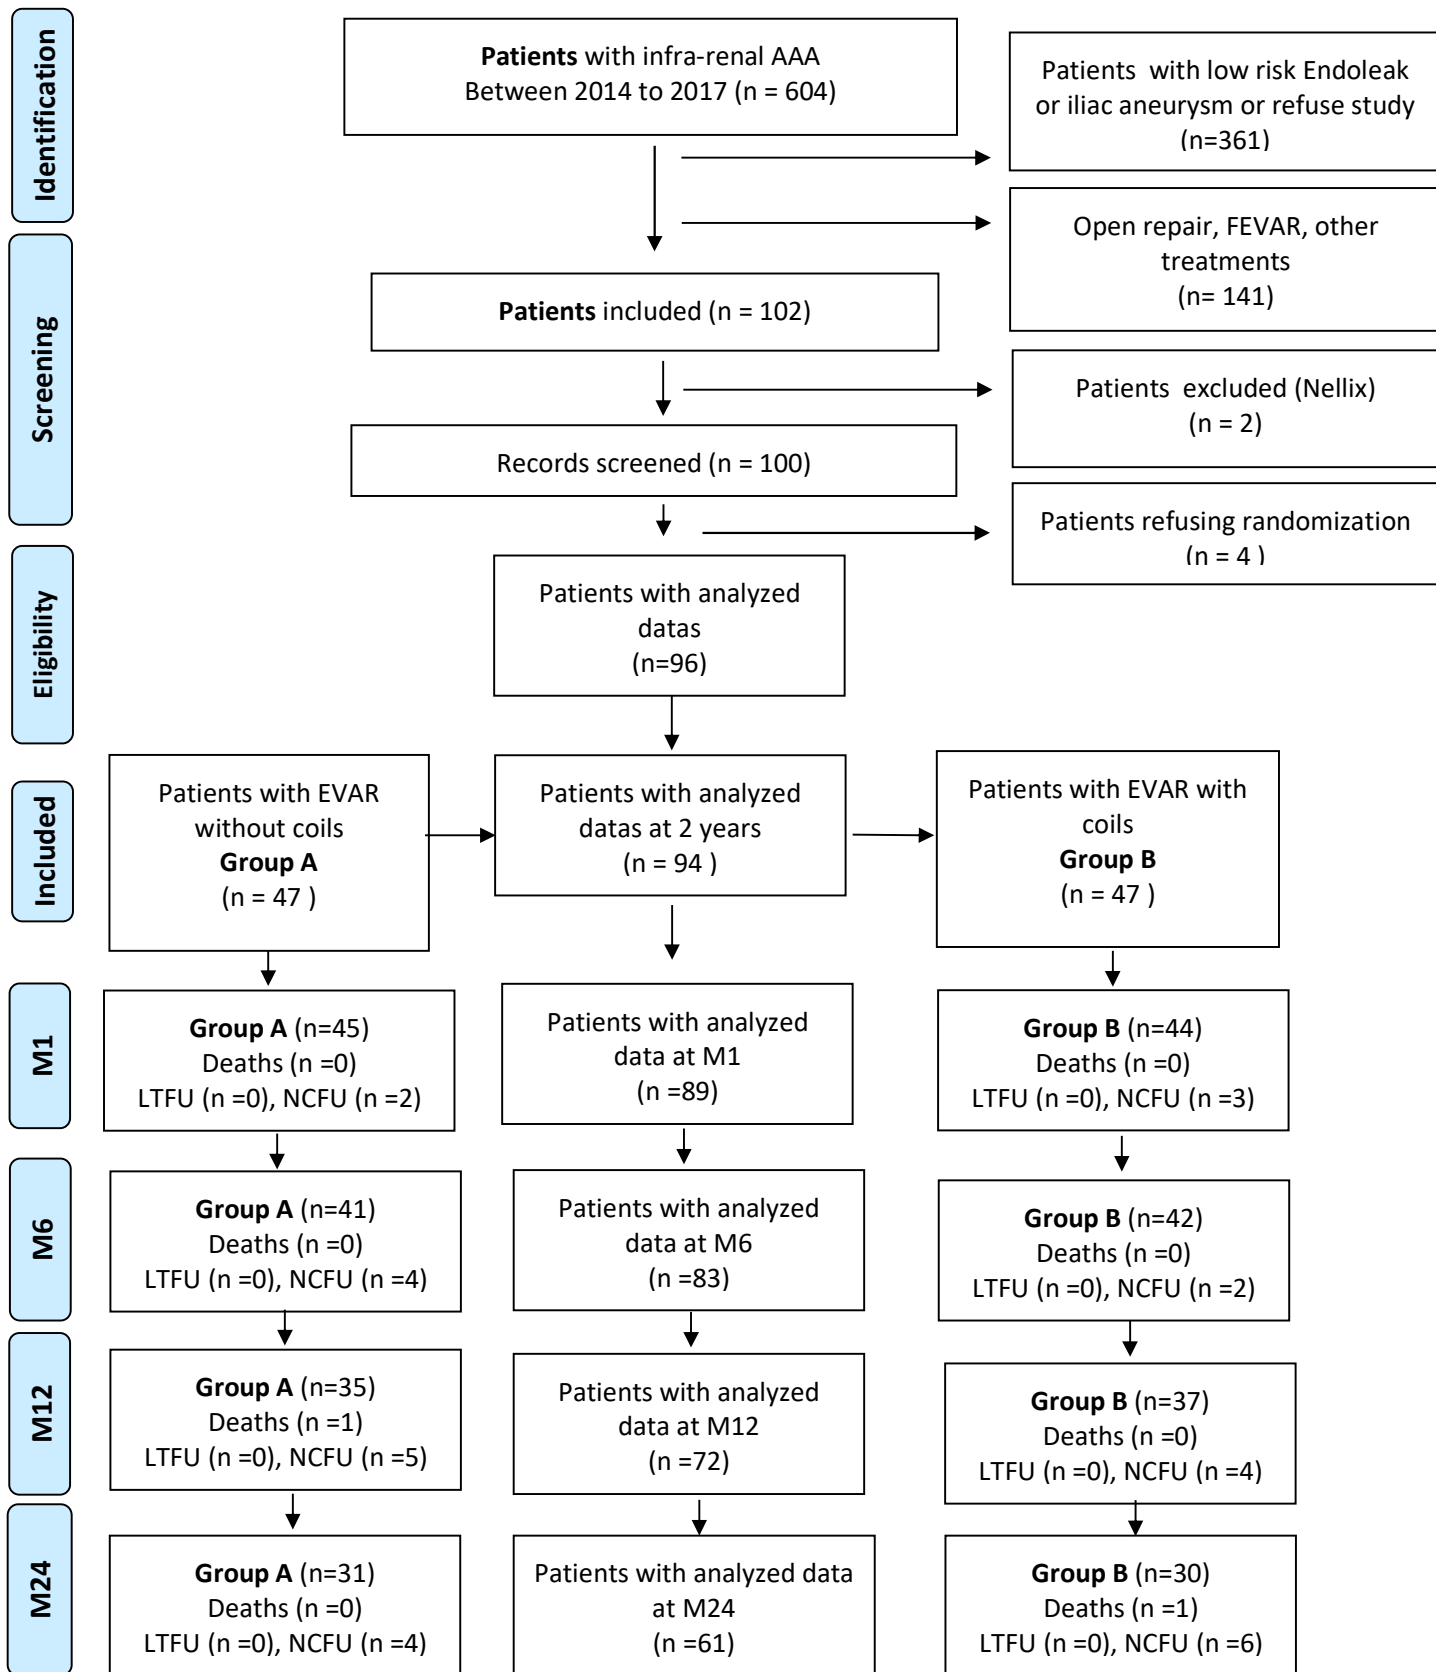 Identification
Patients with infra-renal AAA
Between 2014 to 2017 (n = 604)
Patients with low risk Endoleak
or iliac aneurysm or refuse study
(n=361)
Open repair, FEVAR, other
treatments
(n= 141)
Screening
Patients included (n = 102)
Patients excluded (Nellix)
(n = 2)
Records screened (n = 100)
Patients refusing randomization
(n = 4 )
Eligibility
Patients with analyzed
datas
(n=96)
Included
Patients with EVAR
without coils
Group A
(n = 47 )
Patients with analyzed
datas at 2 years
(n = 94 )
Patients with EVAR with
coils
Group B
(n = 47 )
M1
Group A (n=45)
Deaths (n =0)
LTFU (n =0), NCFU (n =2)
Patients with analyzed
data at M1
(n =89)
Group B (n=44)
Deaths (n =0)
LTFU (n =0), NCFU (n =3)
M6
Group A (n=41)
Deaths (n =0)
LTFU (n =0), NCFU (n =4)
Patients with analyzed
data at M6
(n =83)
Group B (n=42)
Deaths (n =0)
LTFU (n =0), NCFU (n =2)
M12
Group A (n=35)
Deaths (n =1)
LTFU (n =0), NCFU (n =5)
Patients with analyzed
data at M12
(n =72)
Group B (n=37)
Deaths (n =0)
LTFU (n =0), NCFU (n =4)
M24
Group A (n=31)
Deaths (n =0)
LTFU (n =0), NCFU (n =4)
Patients with analyzed data
at M24
(n =61)
Group B (n=30)
Deaths (n =1)
LTFU (n =0), NCFU (n =6)